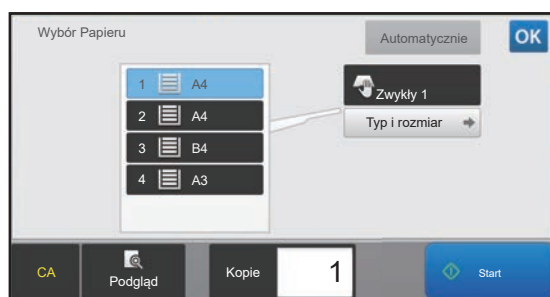 Wybór Papieru
Automatycznie
OK
1 A4
2 A4
3 B4
4 A3
Zwykły 1
Typ i rozmiar
CA
Podgląd
Kopie
1
Start